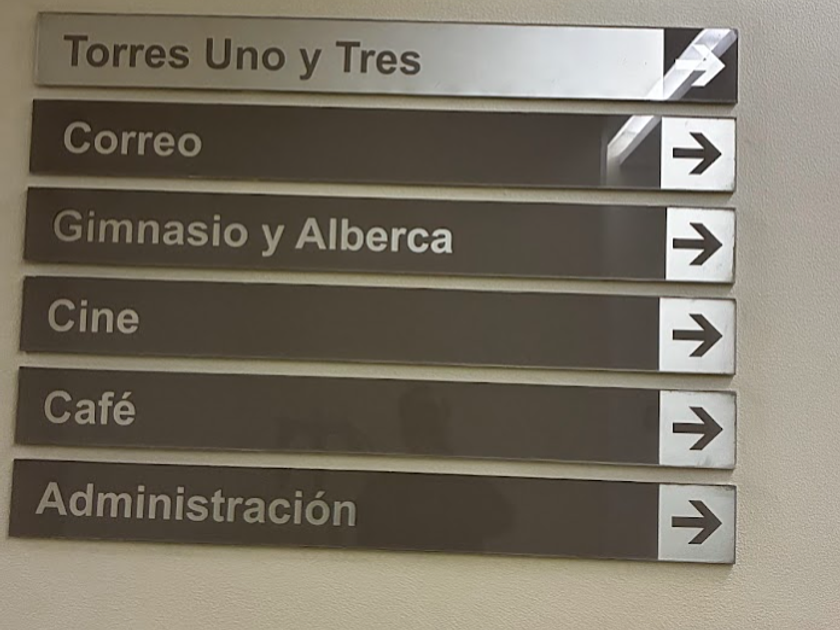 Torres Uno y Tres
Correo
Gimnasio y Alberca
Cine
Café
Administración